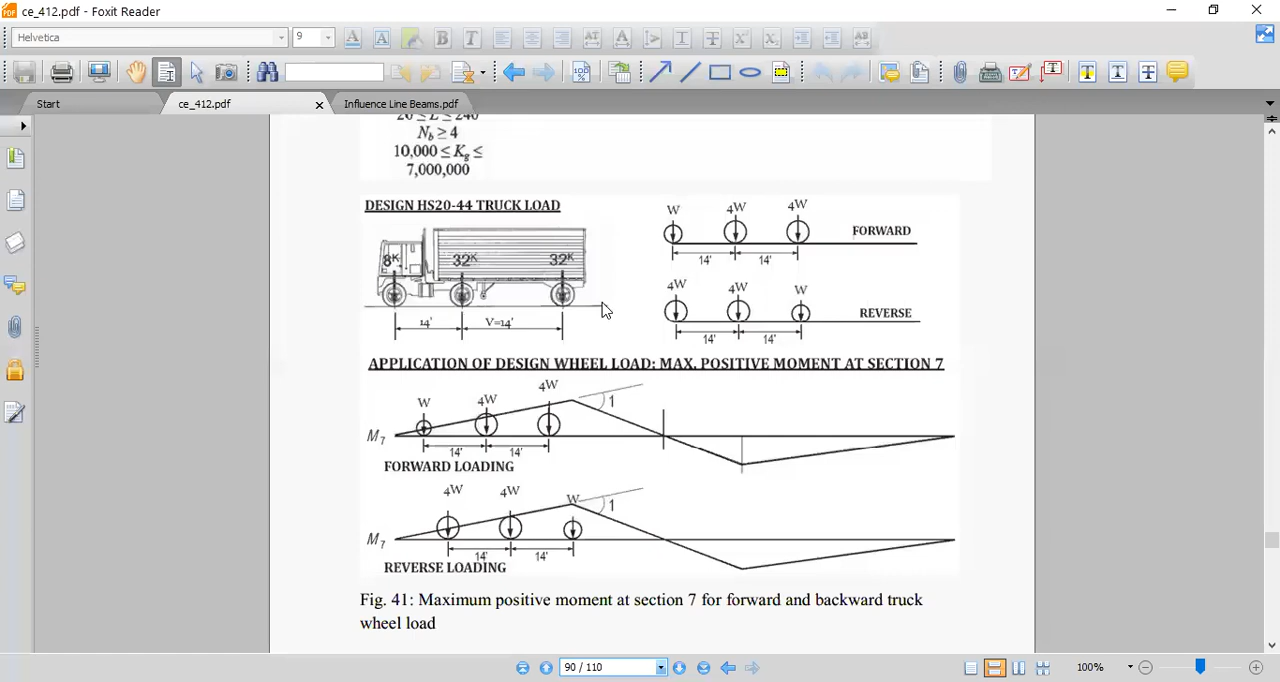 ce_412.pdf - Foxit Reader
Helvetica
9
Start
ce_412.pdf
Influence Line Beams.pdf
20 ≤ L ≤ 240
N_b ≥ 4
10,000 ≤ K_g ≤
7,000,000
DESIGN HS20-44 TRUCK LOAD
8K
32K
32K
14'
V=14'
W
4W
4W
FORWARD
14'
14'
4W
4W
W
REVERSE
14'
14'
APPLICATION OF DESIGN WHEEL LOAD: MAX. POSITIVE MOMENT AT SECTION 7
W
4W
4W
1
M7
14'
14'
FORWARD LOADING
4W
4W
W
1
M7
14'
14'
REVERSE LOADING
Fig. 41: Maximum positive moment at section 7 for forward and backward truck
wheel load
90 / 110
100%